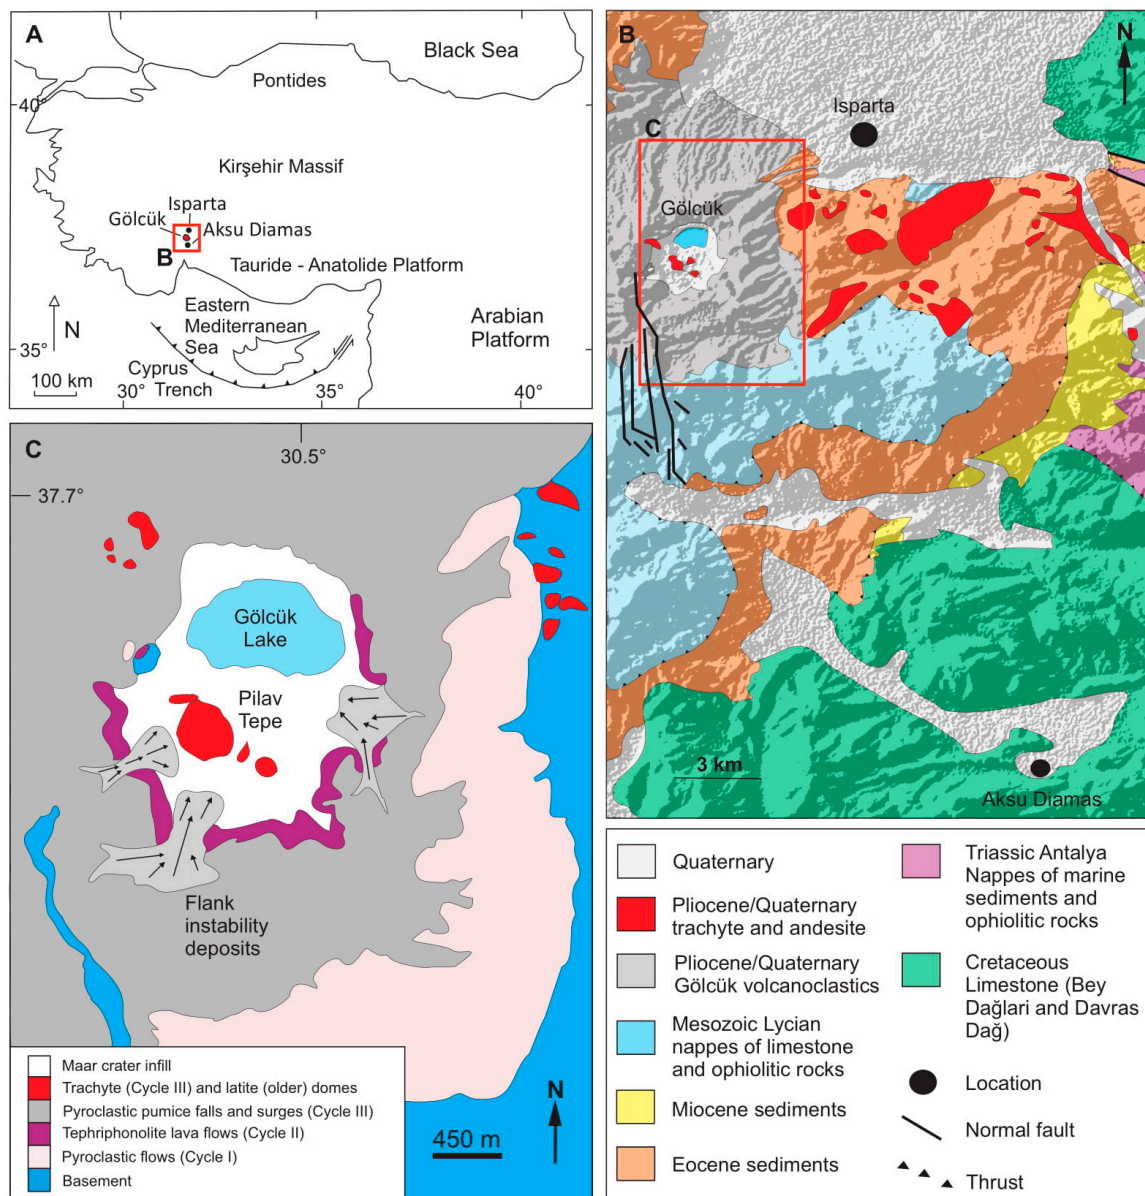 A
Black Sea
Pontides
40°
Kirşehir Massif
Isparta
Gölcük
Aksu Diamas
B
Tauride - Anatolide Platform
Eastern
Mediterranean
Sea
Arabian
Platform
N
35°
Cyprus
Trench
100 km
30°
35°
40°
B
N
Isparta
C
Gölcük
3 km
Aksu Diamas
C
30.5°
37.7°
Gölcük
Lake
Pilav
Tepe
Flank
instability
deposits
Maar crater infill
Trachyte (Cycle III) and latite (older) domes
Pyroclastic pumice falls and surges (Cycle III)
Tephriphonolite lava flows (Cycle II)
Pyroclastic flows (Cycle I)
Basement
N
450 m
Quaternary
Pliocene/Quaternary
trachyte and andesite
Pliocene/Quaternary
Gölcük volcanoclastics
Mesozoic Lycian
nappes of limestone
and ophiolitic rocks
Miocene sediments
Eocene sediments
Triassic Antalya
Nappes of marine
sediments and
ophiolitic rocks
Cretaceous
Limestone (Bey
Dağlari and Davras
Dağ)
Location
Normal fault
Thrust